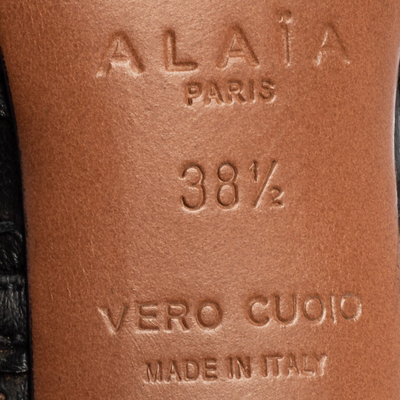 ALAÏA
PARIS
38½
VERO CUOIO
MADE IN ITALY